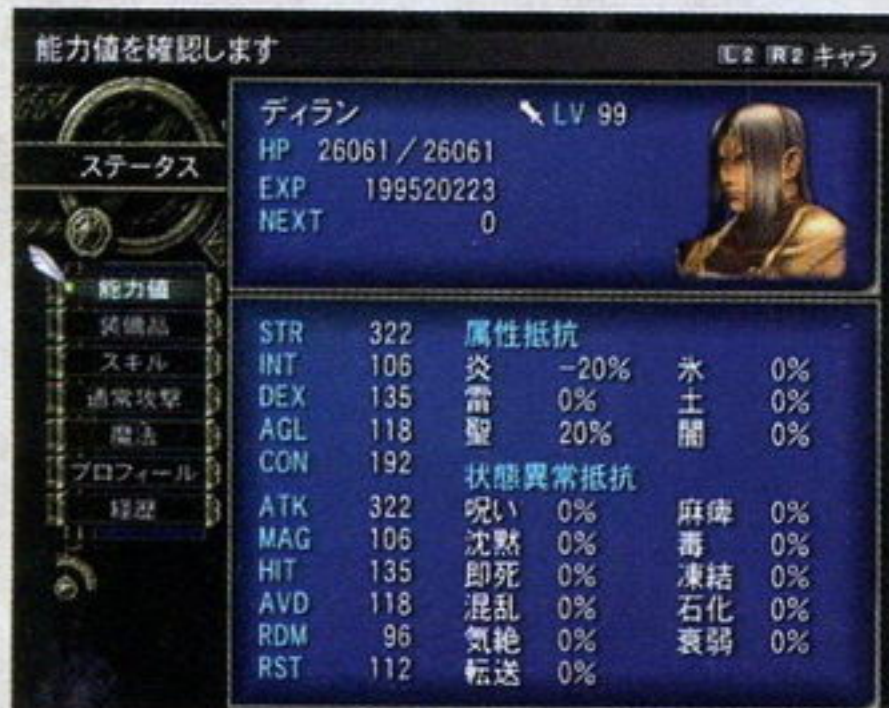 能力値を確認します
L2 R2 キャラ
ステータス
能力値
装備品
スキル
通常攻撃
魔法
プロフィール
経歴
ディラン LV 99
HP 26061/26061
EXP 199520223
NEXT 0
STR 322
INT 106
DEX 135
AGL 118
CON 192
ATK 322
MAG 106
HIT 135
AVD 118
RDM 96
RST 112
属性抵抗
炎 -20% 氷 0%
雷 0% 土 0%
聖 20% 闇 0%
状態異常抵抗
呪い 0% 麻痺 0%
沈黙 0% 毒 0%
即死 0% 凍結 0%
混乱 0% 石化 0%
気絶 0% 衰弱 0%
転送 0%